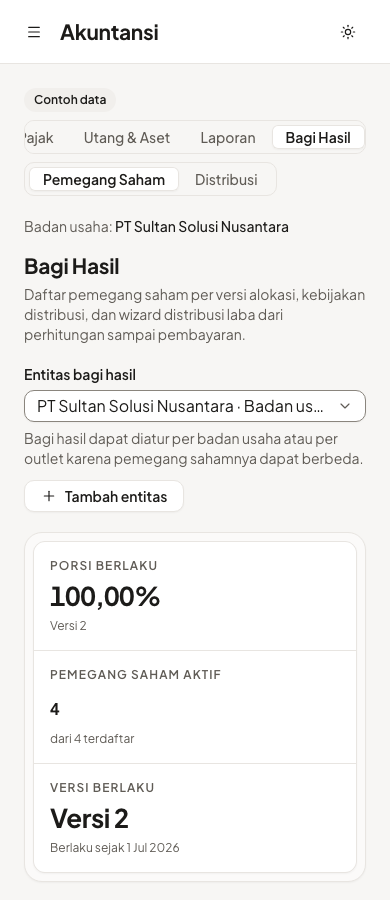 Akuntansi
Contoh data
Pajak Utang & Aset Laporan Bagi Hasil
Pemegang Saham Distribusi
Badan usaha: PT Sultan Solusi Nusantara
Bagi Hasil
Daftar pemegang saham per versi alokasi, kebijakan
distribusi, dan wizard distribusi laba dari
perhitungan sampai pembayaran.
Entitas bagi hasil
PT Sultan Solusi Nusantara · Badan us...
Bagi hasil dapat diatur per badan usaha atau per
outlet karena pemegang sahamnya dapat berbeda.
Tambah entitas
PORSI BERLAKU
100,00%
Versi 2
PEMEGANG SAHAM AKTIF
4
dari 4 terdaftar
VERSI BERLAKU
Versi 2
Berlaku sejak 1 Jul 2026